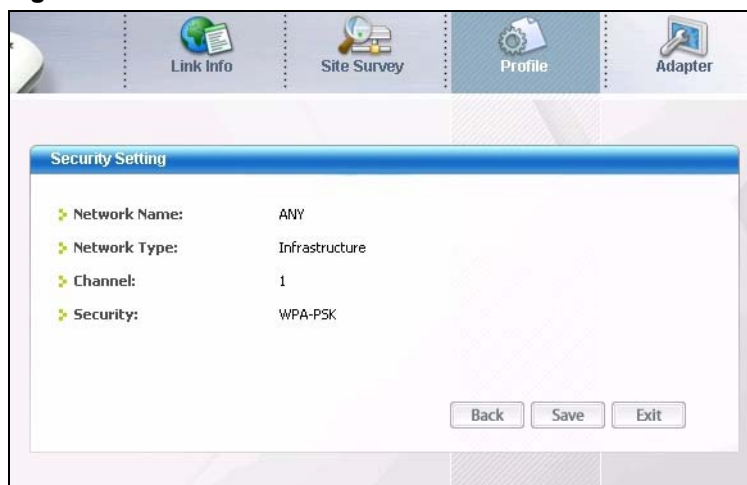 Link Info Site Survey Profile Adapter
Security Setting
Network Name: ANY
Network Type: Infrastructure
Channel: 1
Security: WPA-PSK
Back Save Exit